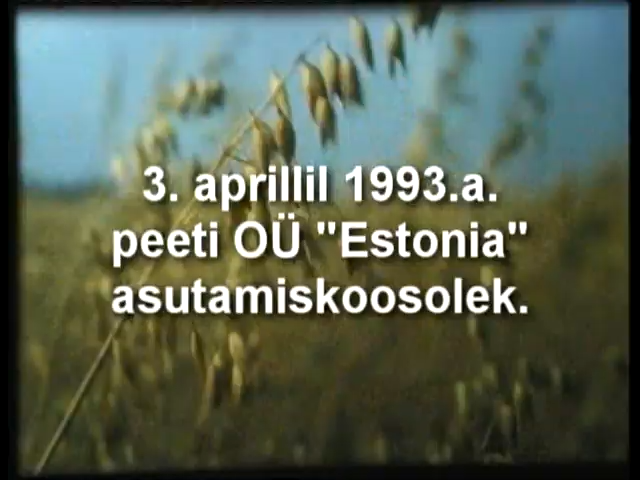 3. aprillil 1993.a.
peeti OÜ "Estonia"
asutamiskoosolek.